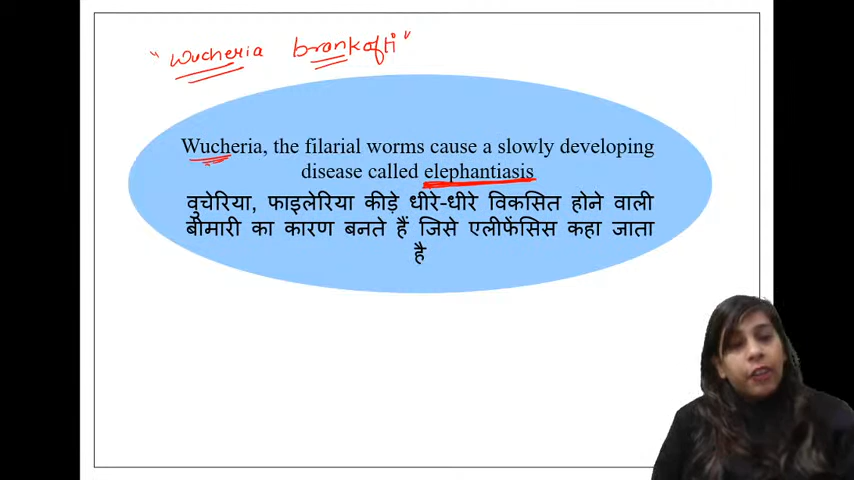 "Wucheria brankofti"
Wucheria, the filarial worms cause a slowly developing
disease called elephantiasis
वुचेरिया, फाइलेरिया कीड़े धीरे-धीरे विकसित होने वाली
बीमारी का कारण बनते हैं जिसे एलीफेंसिस कहा जाता
है